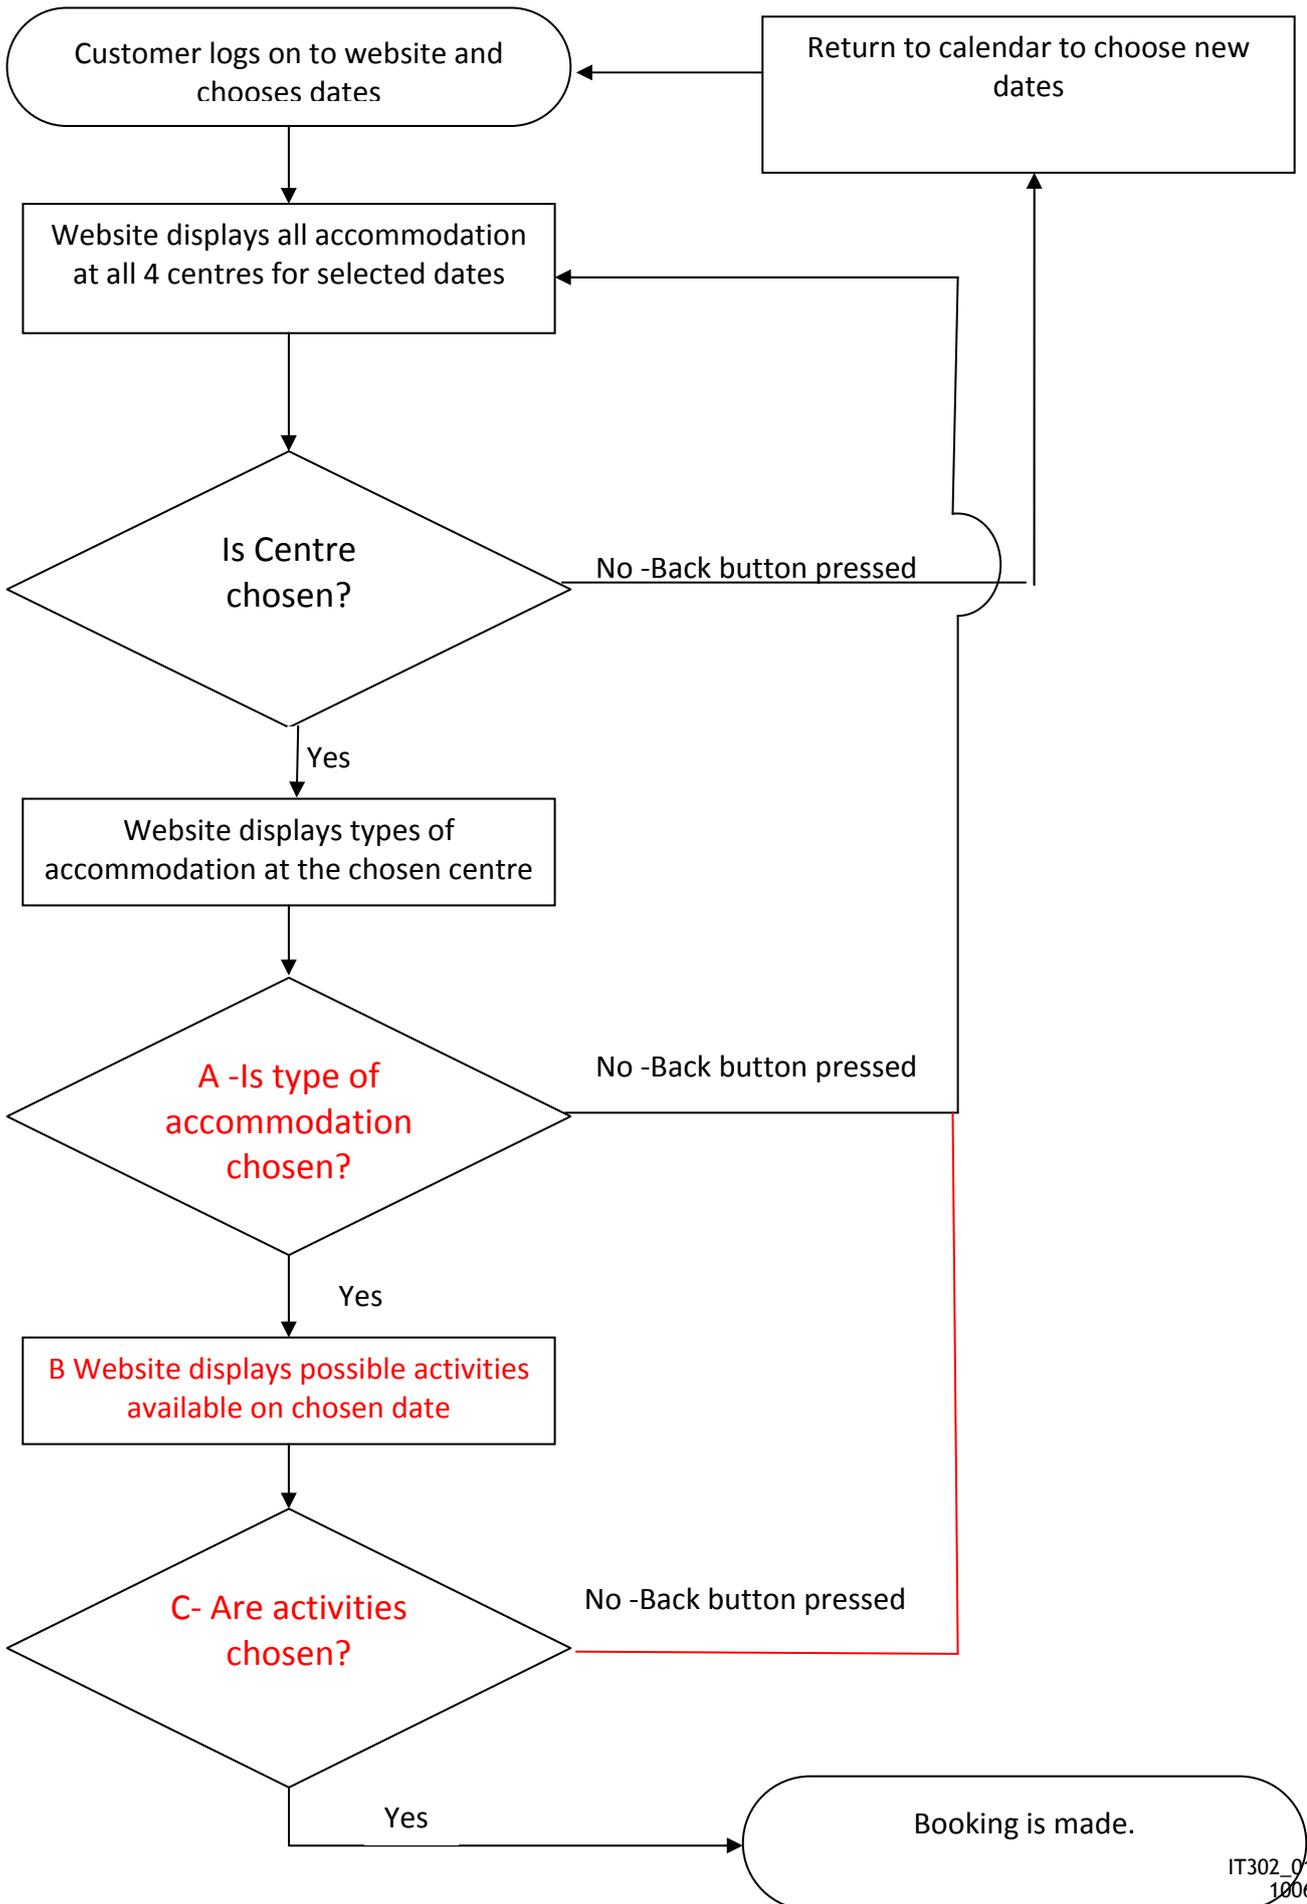 Customer logs on to website and
chooses dates
Return to calendar to choose new
dates
Website displays all accommodation
at all 4 centres for selected dates
Is Centre
chosen?
No -Back button pressed
Yes
Website displays types of
accommodation at the chosen centre
A -Is type of
accommodation
chosen?
No -Back button pressed
Yes
B Website displays possible activities
available on chosen date
C- Are activities
chosen?
No -Back button pressed
Yes
Booking is made.
IT302_01
1006